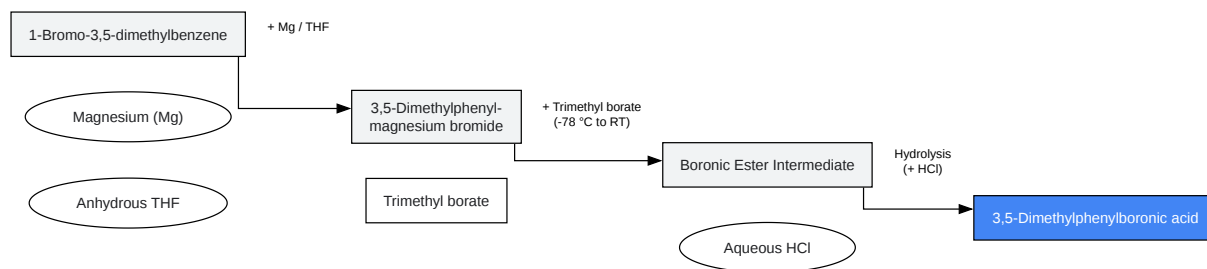 1-Bromo-3,5-dimethylbenzene
+ Mg / THF
Magnesium (Mg)
Anhydrous THF
3,5-Dimethylphenyl-
magnesium bromide
+ Trimethyl borate
(-78 °C to RT)
Trimethyl borate
Boronic Ester Intermediate
Hydrolysis
(+ HCl)
Aqueous HCl
3,5-Dimethylphenylboronic acid